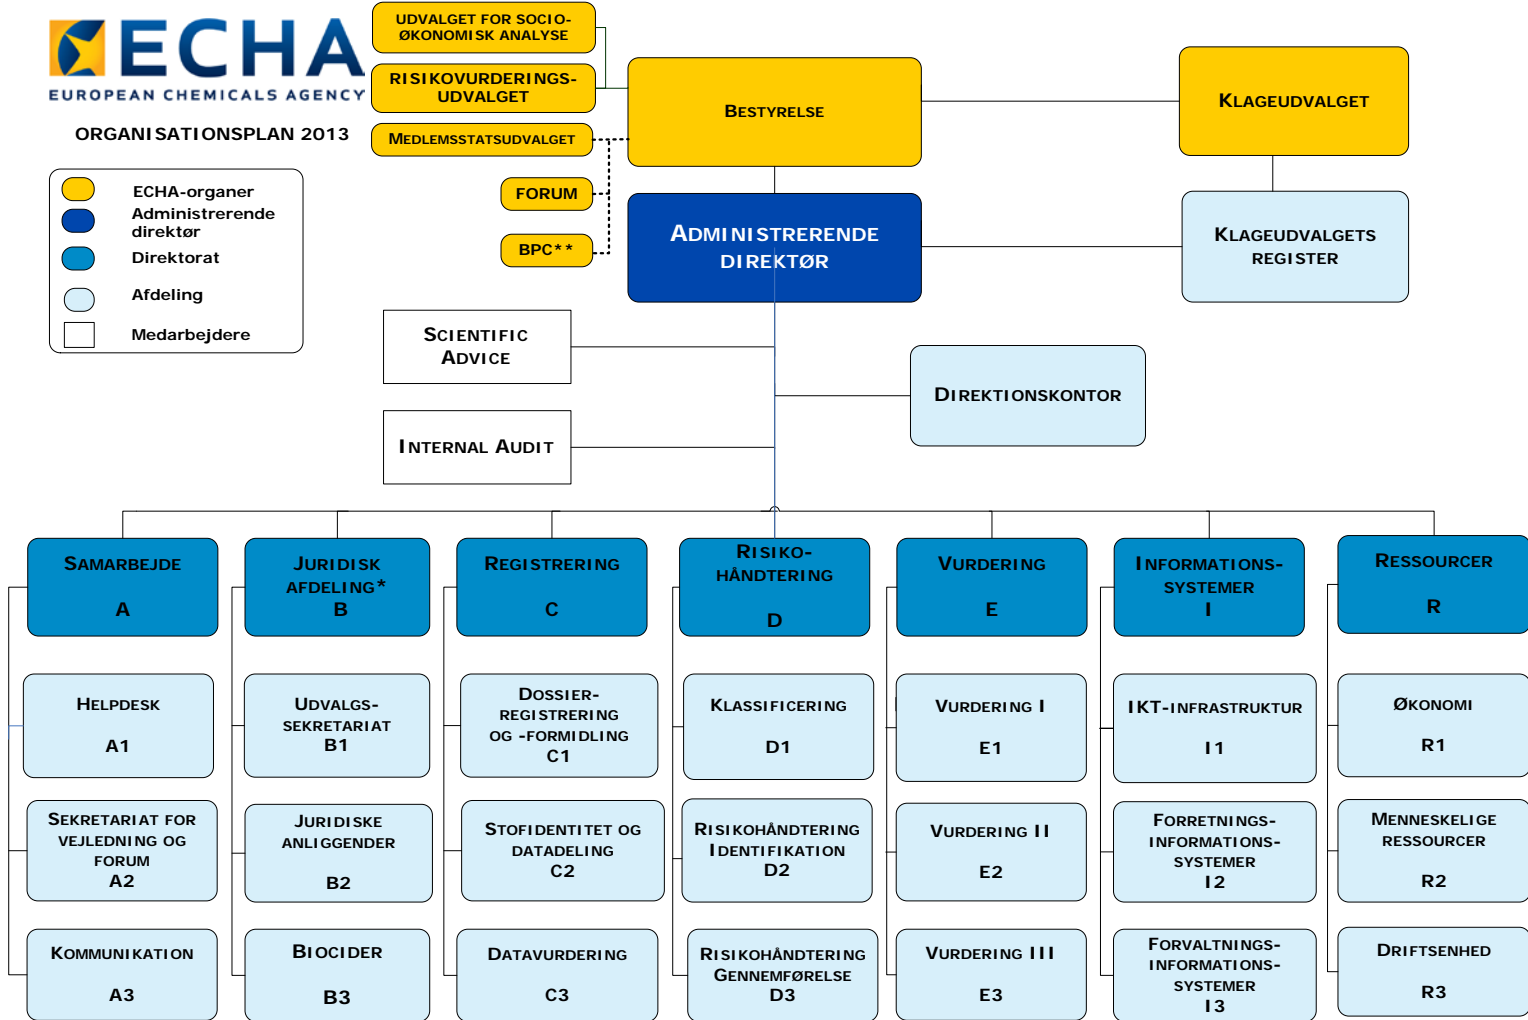 ECHA
EUROPEAN CHEMICALS AGENCY
ORGANISATIONSPLAN 2013
ECHA-organer
Administrerende
direktør
Direktorat
Afdeling
Medarbejdere
UDVALGET FOR SOCIO-
ØKONOMISK ANALYSE
RISIKOVURDERINGS-
UDVALGET
MEDLEMSSTATSUDVALGET
FORUM
BPC**
BESTYRELSE
KLAGEUDVALGET
ADMINISTRERENDE
DIREKTØR
KLAGEUDVALGETS
REGISTER
SCIENTIFIC
ADVICE
DIREKTIONSKONTOR
INTERNAL AUDIT
SAMARBEJDE
A
JURIDISK
AFDELING*
B
REGISTRERING
C
RISIKO-
HÅNDTERING
D
VURDERING
E
INFORMATIONS-
SYSTEMER
I
RESSOURCER
R
HELPDESK
A1
UDVALGS-
SEKRETARIAT
B1
DOSSIER-
REGISTRERING
OG -FORMIDLING
C1
KLASSIFICERING
D1
VURDERING I
E1
IKT-INFRASTRUKTUR
I1
ØKONOMI
R1
SEKRETARIAT FOR
VEJLEDNING OG
FORUM
A2
JURIDISKE
ANLIGGENDER
B2
STOFIDENTITET OG
DATADELING
C2
RISIKOHÅNDTERING
IDENTIFIKATION
D2
VURDERING II
E2
FORRETNINGS-
INFORMATIONS-
SYSTEMER
I2
MENNESKELIGE
RESSOURCER
R2
KOMMUNIKATION
A3
BIOCIDER
B3
DATAVURDERING
C3
RISIKOHÅNDTERING
GENNEMFØRELSE
D3
VURDERING III
E3
FORVALTNINGS-
INFORMATIONS-
SYSTEMER
I3
DRIFTSENHED
R3